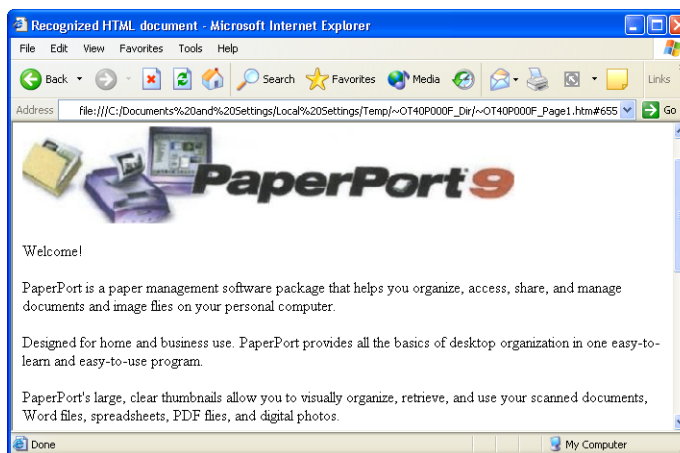 Recognized HTML document - Microsoft Internet Explorer
File Edit View Favorites Tools Help
Back Search Favorites Media Links
Address file:///C:/Documents%20and%20Settings/Local%20Settings/Temp/~OT40P000F_Dir/~OT40P000F_Page1.htm#655 Go
PaperPort 9
Welcome!
PaperPort is a paper management software package that helps you organize, access, share, and manage
documents and image flies on your personal computer.
Designed for home and business use. PaperPort provides all the basics of desktop organization in one easy-to-
learn and easy-to-use program.
PaperPort's large, clear thumbnails allow you to visually organize, retrieve, and use your scanned documents,
Word files, spreadsheets, PDF flies, and digital photos.
Done My Computer